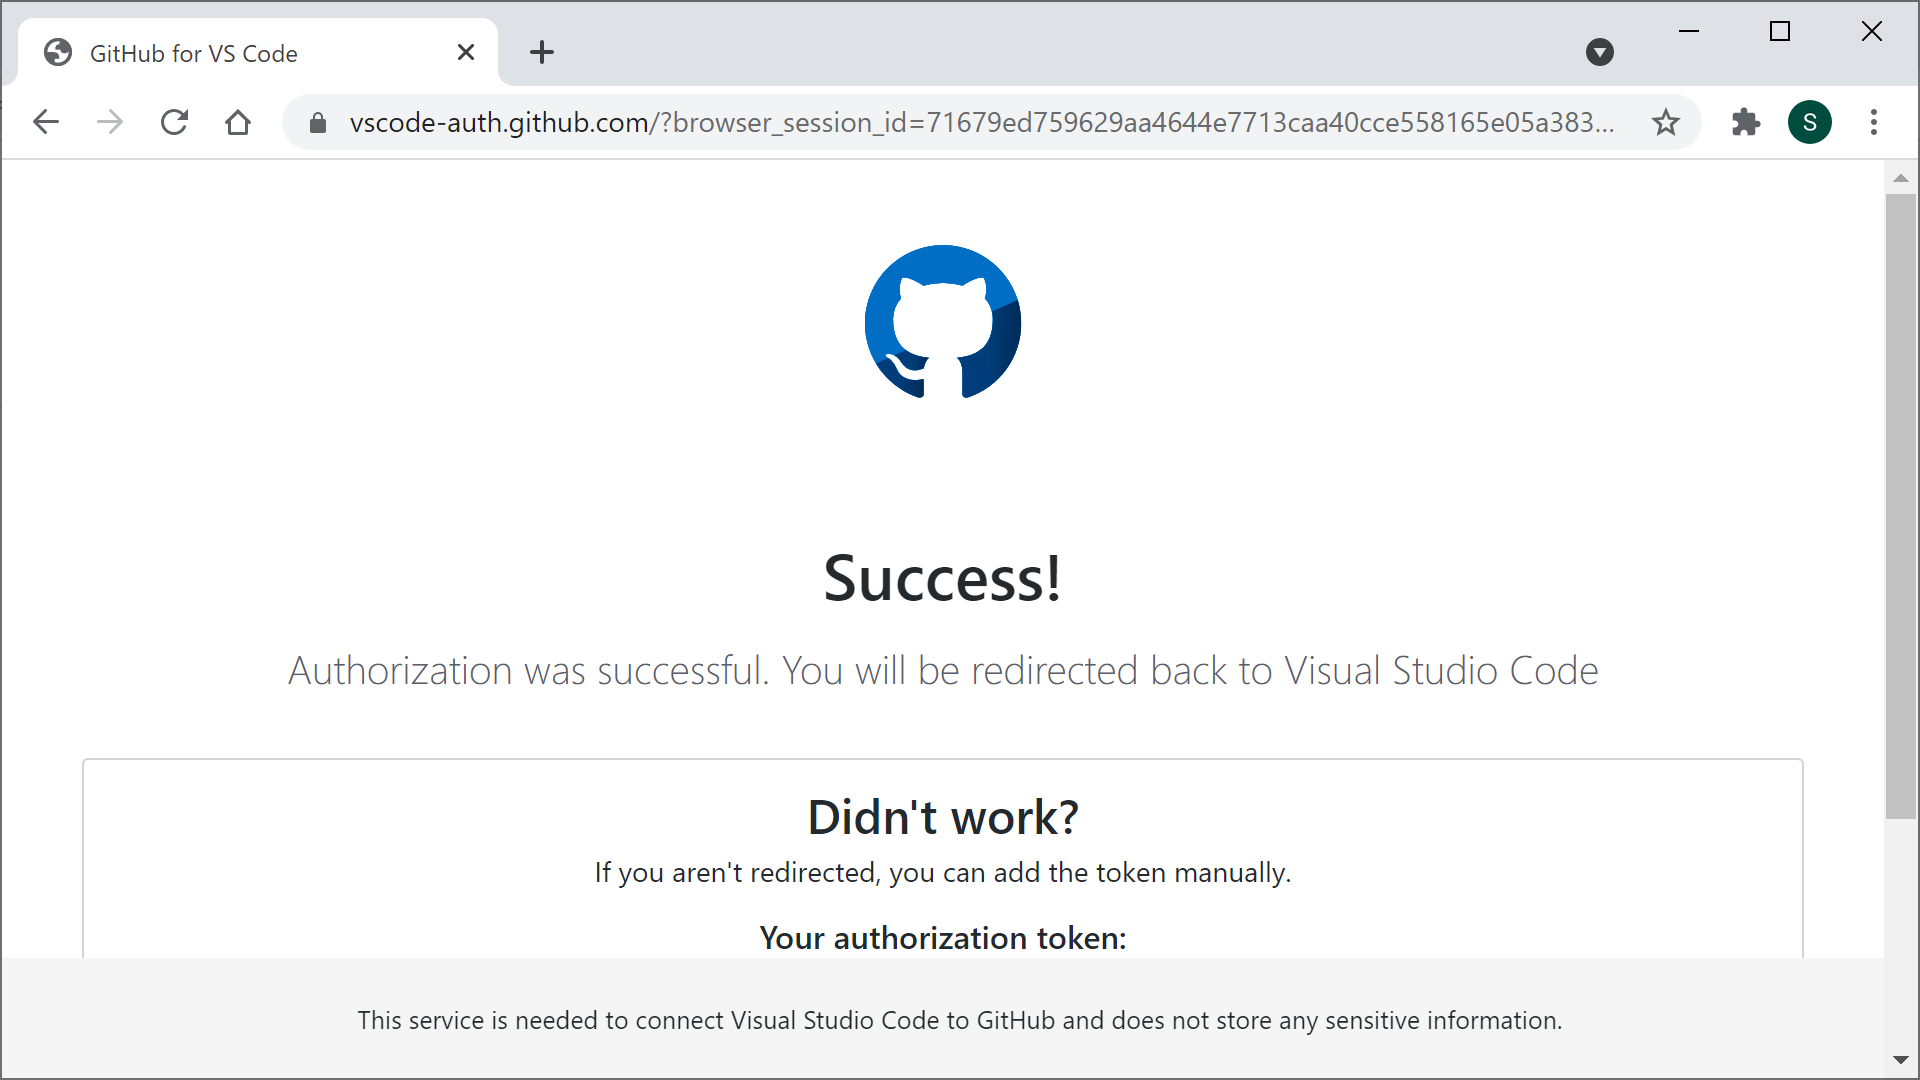 GitHub for VS Code
vscode-auth.github.com/?browser_session_id=71679ed759629aa4644e7713caa40cce558165e05a383...
S
Success!
Authorization was successful. You will be redirected back to Visual Studio Code
Didn't work?
If you aren't redirected, you can add the token manually.
Your authorization token:
This service is needed to connect Visual Studio Code to GitHub and does not store any sensitive information.